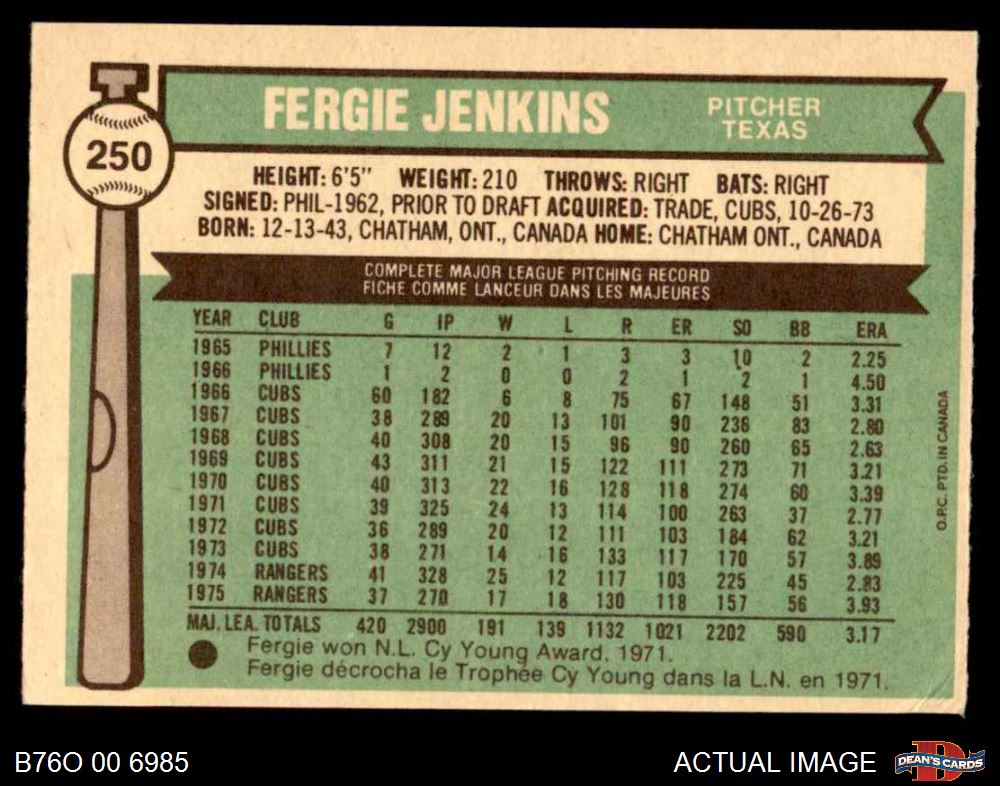 FERGIE JENKINS
PITCHER
TEXAS
250
HEIGHT: 6'5" WEIGHT: 210 THROWS: RIGHT BATS: RIGHT
SIGNED: PHIL-1962, PRIOR TO DRAFT ACQUIRED: TRADE, CUBS, 10-26-73
BORN: 12-13-43, CHATHAM, ONT., CANADA HOME: CHATHAM ONT., CANADA
COMPLETE MAJOR LEAGUE PITCHING RECORD
FICHE COMME LANCEUR DANS LES MAJEURES
YEAR CLUB G IP W L R ER SO BB ERA
1965 PHILLIES 7 12 2 1 3 3 10 2 2.25
1966 PHILLIES 1 2 0 0 2 1 2 1 4.50
1966 CUBS 60 182 6 8 75 67 148 51 3.31
1967 CUBS 38 289 20 13 101 90 236 83 2.80
1968 CUBS 40 308 20 15 96 90 260 65 2.63
1969 CUBS 43 311 21 15 122 111 273 71 3.21
1970 CUBS 40 313 22 16 128 118 274 60 3.39
1971 CUBS 39 325 24 13 114 100 263 37 2.77
1972 CUBS 36 289 20 12 111 103 184 62 3.21
1973 CUBS 38 271 14 16 133 117 170 57 3.89
1974 RANGERS 41 328 25 12 117 103 225 45 2.83
1975 RANGERS 37 270 17 18 130 118 157 56 3.93
MAJ. LEA. TOTALS 420 2900 191 139 1132 1021 2202 590 3.17
Fergie won N.L. Cy Young Award, 1971.
Fergie décrocha le Trophée Cy Young dans la L.N. en 1971.
O.P.C. PTD. IN CANADA
B76O 00 6985
ACTUAL IMAGE
D
DEAN'S CARDS